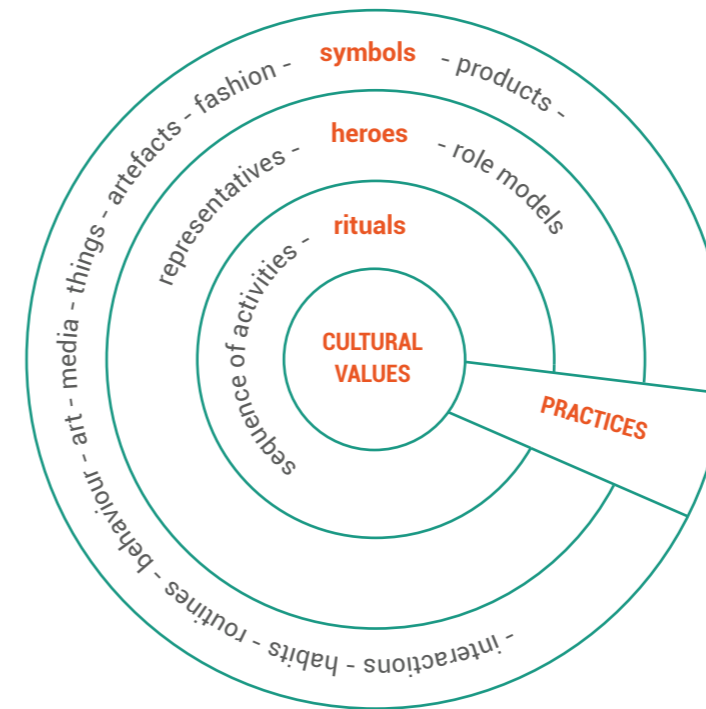 - interactions - habits - routines - behaviour - art - media - things - artefacts - fashion - symbols - products -
representatives - heroes - role models
sequence of activities - rituals
CULTURAL
VALUES
PRACTICES